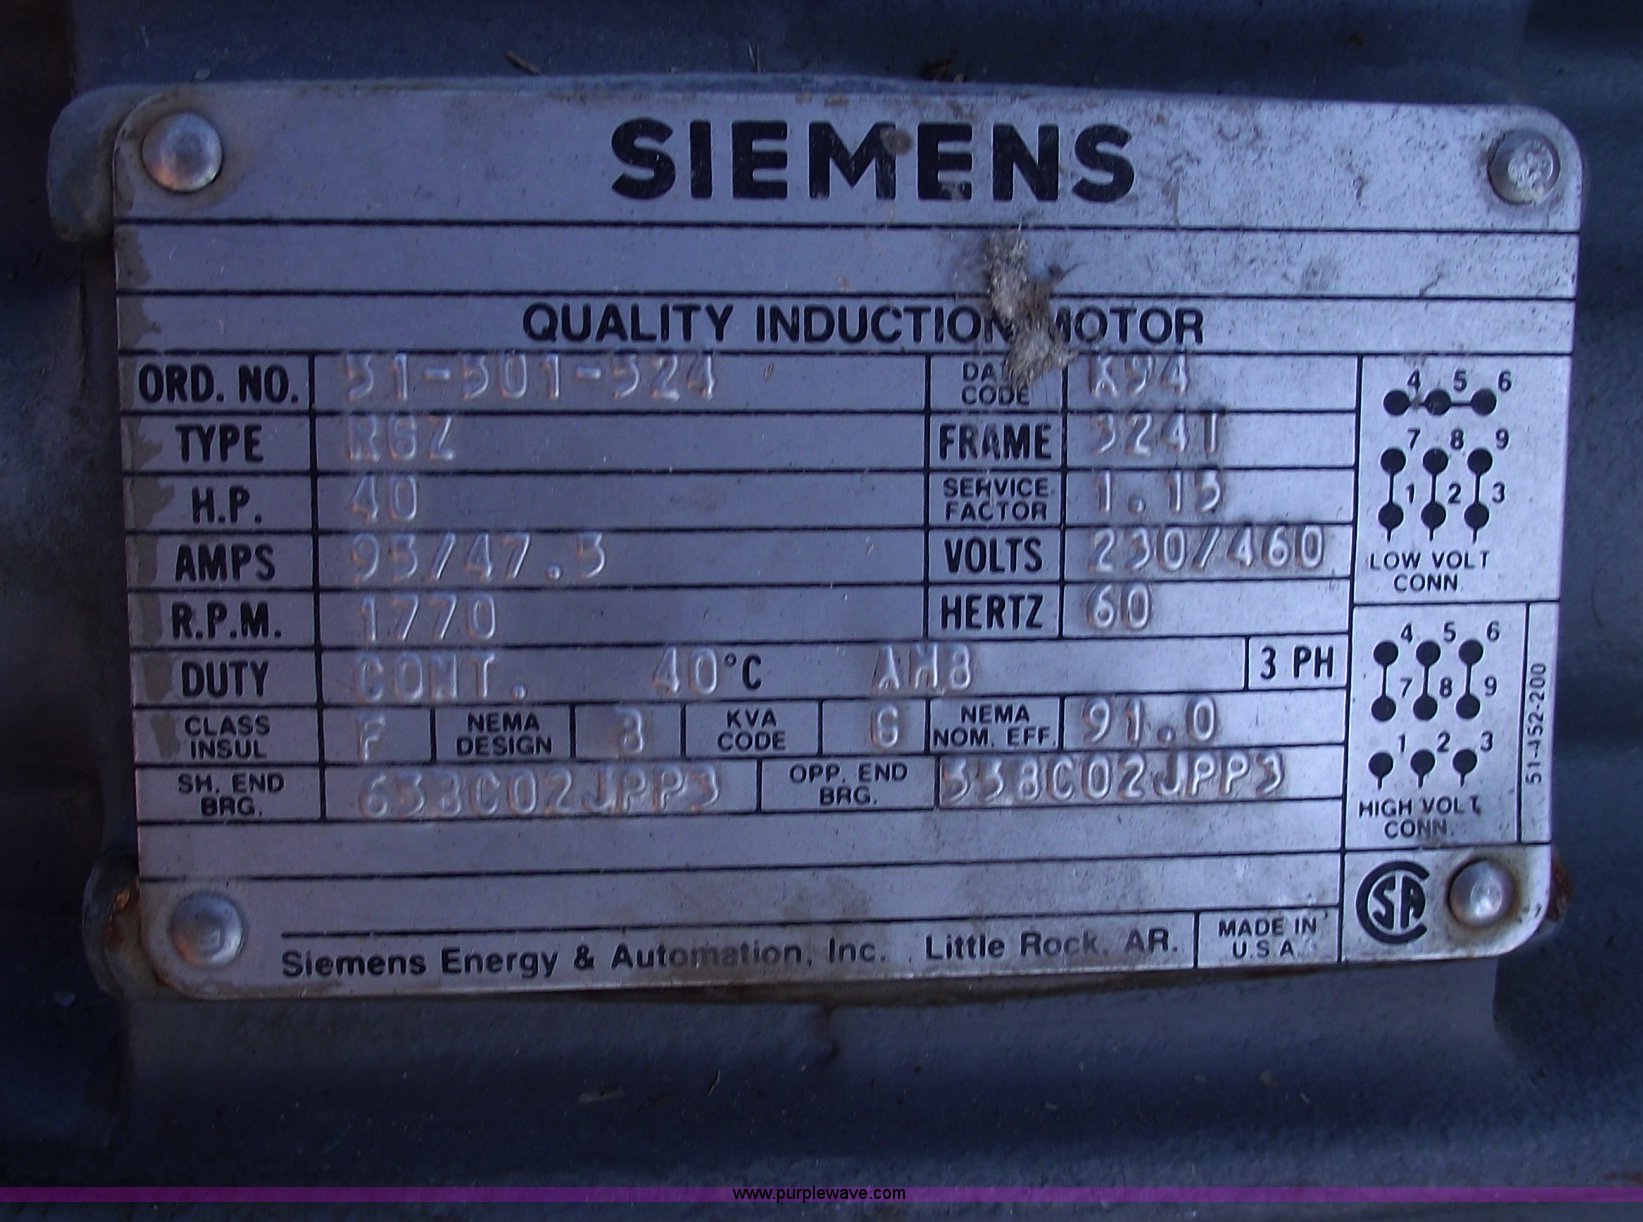 SIEMENS
QUALITY INDUCTION MOTOR
ORD. NO. 51-501-524 DATE CODE K94
TYPE RGZ FRAME 324T
H.P. 40 SERVICE FACTOR 1.15
AMPS 95/47.5 VOLTS 230/460
R.P.M. 1770 HERTZ 60
DUTY CONT. 40°C AMB 3 PH
CLASS INSUL F NEMA DESIGN B KVA CODE G NEMA NOM. EFF. 91.0
SH. END BRG. 65BC02JPP3 OPP. END BRG. 55BC02JPP3
4 5 6
7 8 9
1 2 3
LOW VOLT
CONN.
4 5 6
7 8 9
1 2 3
HIGH VOLT
CONN.
51-452-200
Siemens Energy & Automation, Inc. Little Rock, AR.
MADE IN
U.S.A.
CSA
www.purplewave.com